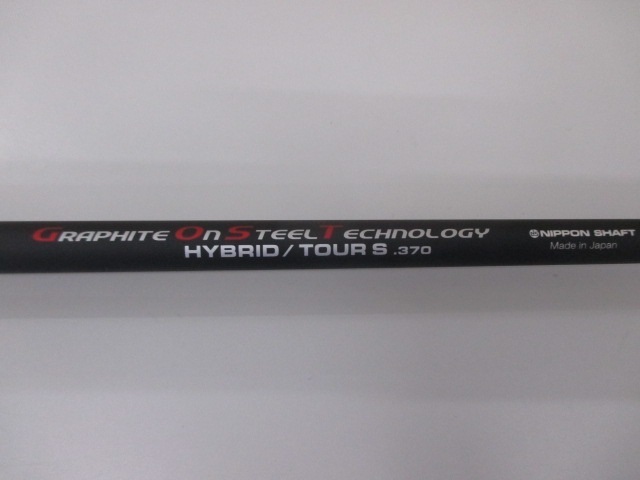 GRAPHITE ON STEEL TECHNOLOGY
HYBRID / TOUR S .370
NIPPON SHAFT
Made in Japan